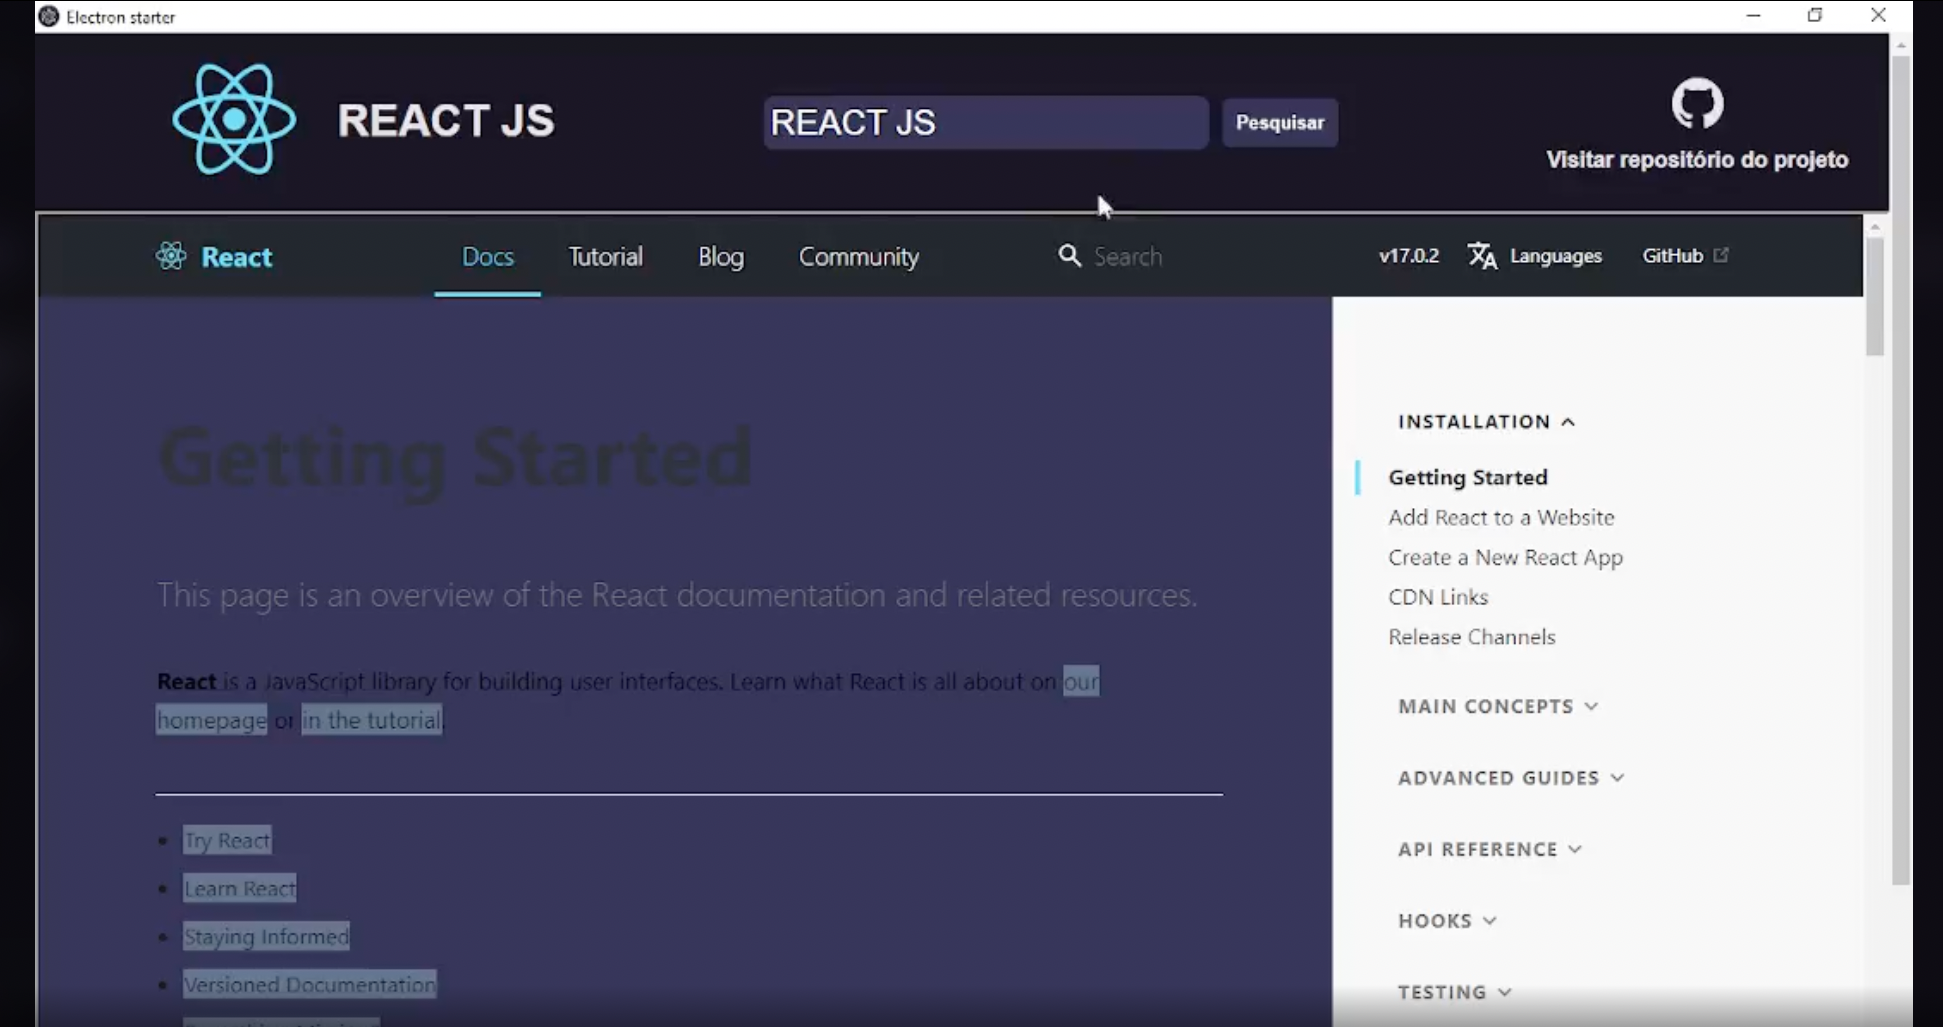 Electron starter
REACT JS
REACT JS
Pesquisar
Visitar repositório do projeto
React
Docs
Tutorial
Blog
Community
Search
v17.0.2
Languages
GitHub
Getting Started
This page is an overview of the React documentation and related resources.
React is a JavaScript library for building user interfaces. Learn what React is all about on our
homepage or in the tutorial.
Try React
Learn React
Staying Informed
Versioned Documentation
INSTALLATION
Getting Started
Add React to a Website
Create a New React App
CDN Links
Release Channels
MAIN CONCEPTS
ADVANCED GUIDES
API REFERENCE
HOOKS
TESTING